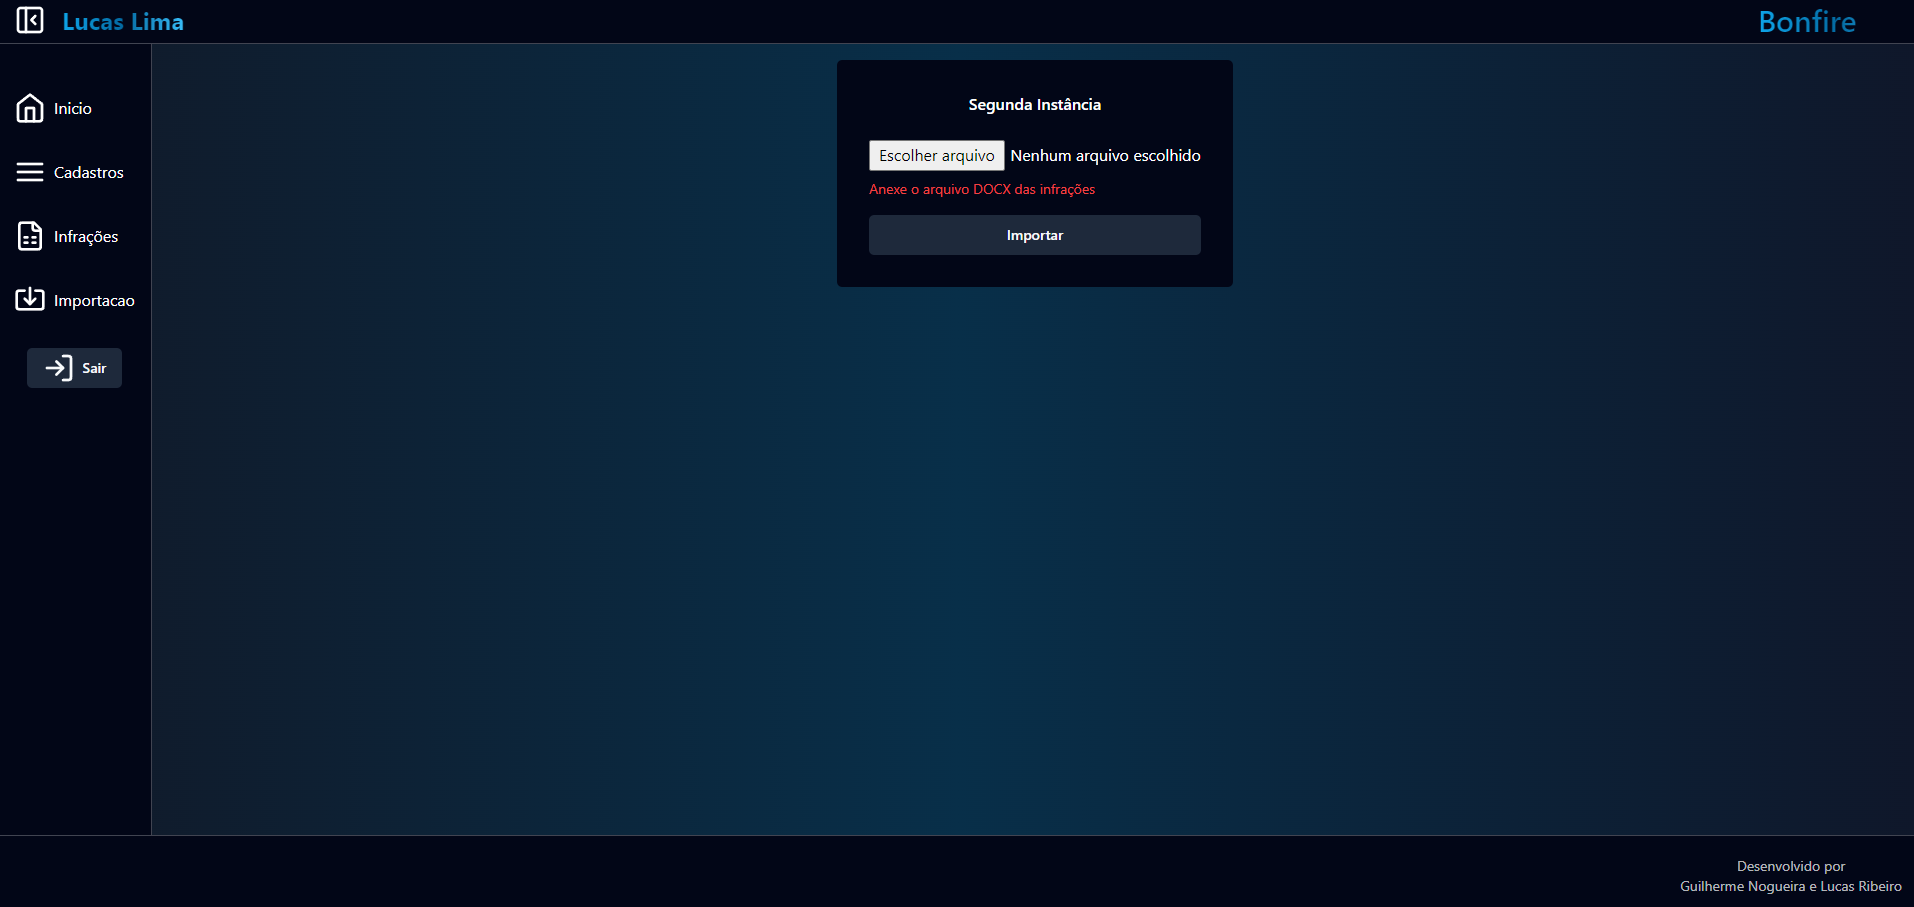 Lucas Lima
Bonfire
Inicio
Cadastros
Infrações
Importacao
Sair
Segunda Instância
Escolher arquivo Nenhum arquivo escolhido
Anexe o arquivo DOCX das infrações
Importar
Desenvolvido por
Guilherme Nogueira e Lucas Ribeiro